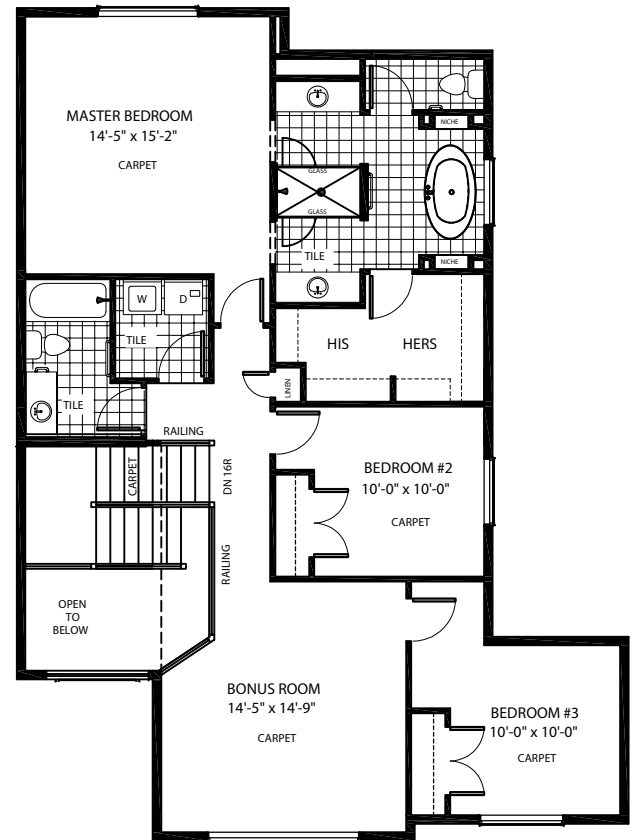 MASTER BEDROOM
14'-5" x 15'-2"
CARPET
NICHE
GLASS
GLASS
TILE
NICHE
W
D
TILE
HIS
HERS
LINEN
TILE
RAILING
CARPET
DN 16R
RAILING
BEDROOM #2
10'-0" x 10'-0"
CARPET
OPEN
TO
BELOW
BONUS ROOM
14'-5" x 14'-9"
CARPET
BEDROOM #3
10'-0" x 10'-0"
CARPET